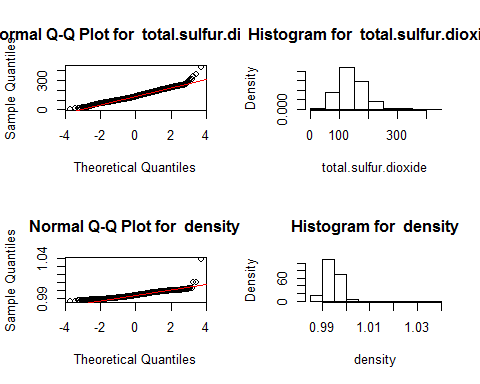 ormal Q-Q Plot for  total.sulfur.di
Sample Quantiles
300
0
-4 -2 0 2 4
Theoretical Quantiles
Histogram for  total.sulfur.dioxi
Density
0.000
0 100 300
total.sulfur.dioxide
Normal Q-Q Plot for  density
Sample Quantiles
1.04
0.99
-4 -2 0 2 4
Theoretical Quantiles
Histogram for  density
Density
60
0
0.99 1.01 1.03
density